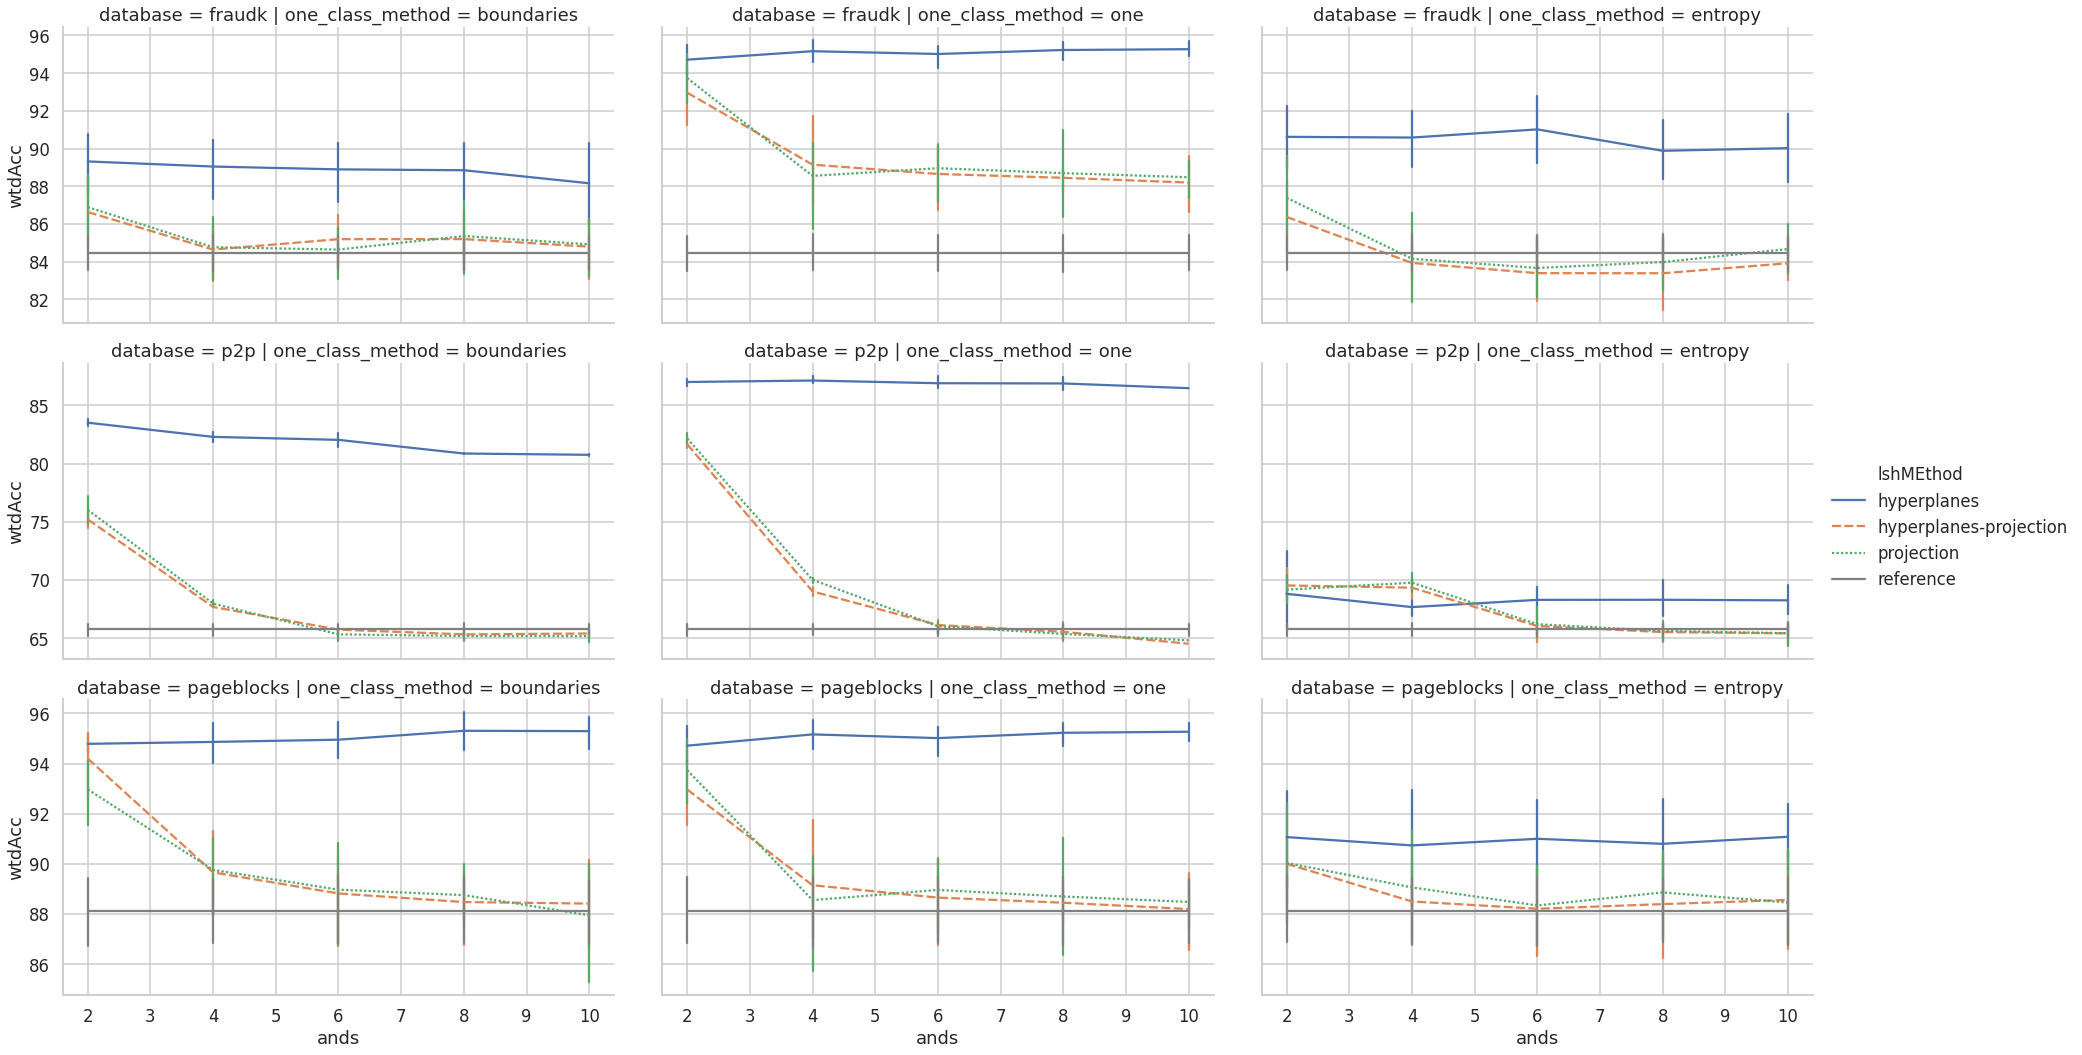 database = fraudk | one_class_method = boundaries
database = fraudk | one_class_method = one
database = fraudk | one_class_method = entropy
96
94
92
90
88
86
84
82
wtdAcc
database = p2p | one_class_method = boundaries
database = p2p | one_class_method = one
database = p2p | one_class_method = entropy
85
80
75
70
65
wtdAcc
lshMEthod
hyperplanes
hyperplanes-projection
projection
reference
database = pageblocks | one_class_method = boundaries
database = pageblocks | one_class_method = one
database = pageblocks | one_class_method = entropy
96
94
92
90
88
86
wtdAcc
2 3 4 5 6 7 8 9 10
2 3 4 5 6 7 8 9 10
2 3 4 5 6 7 8 9 10
ands
ands
ands